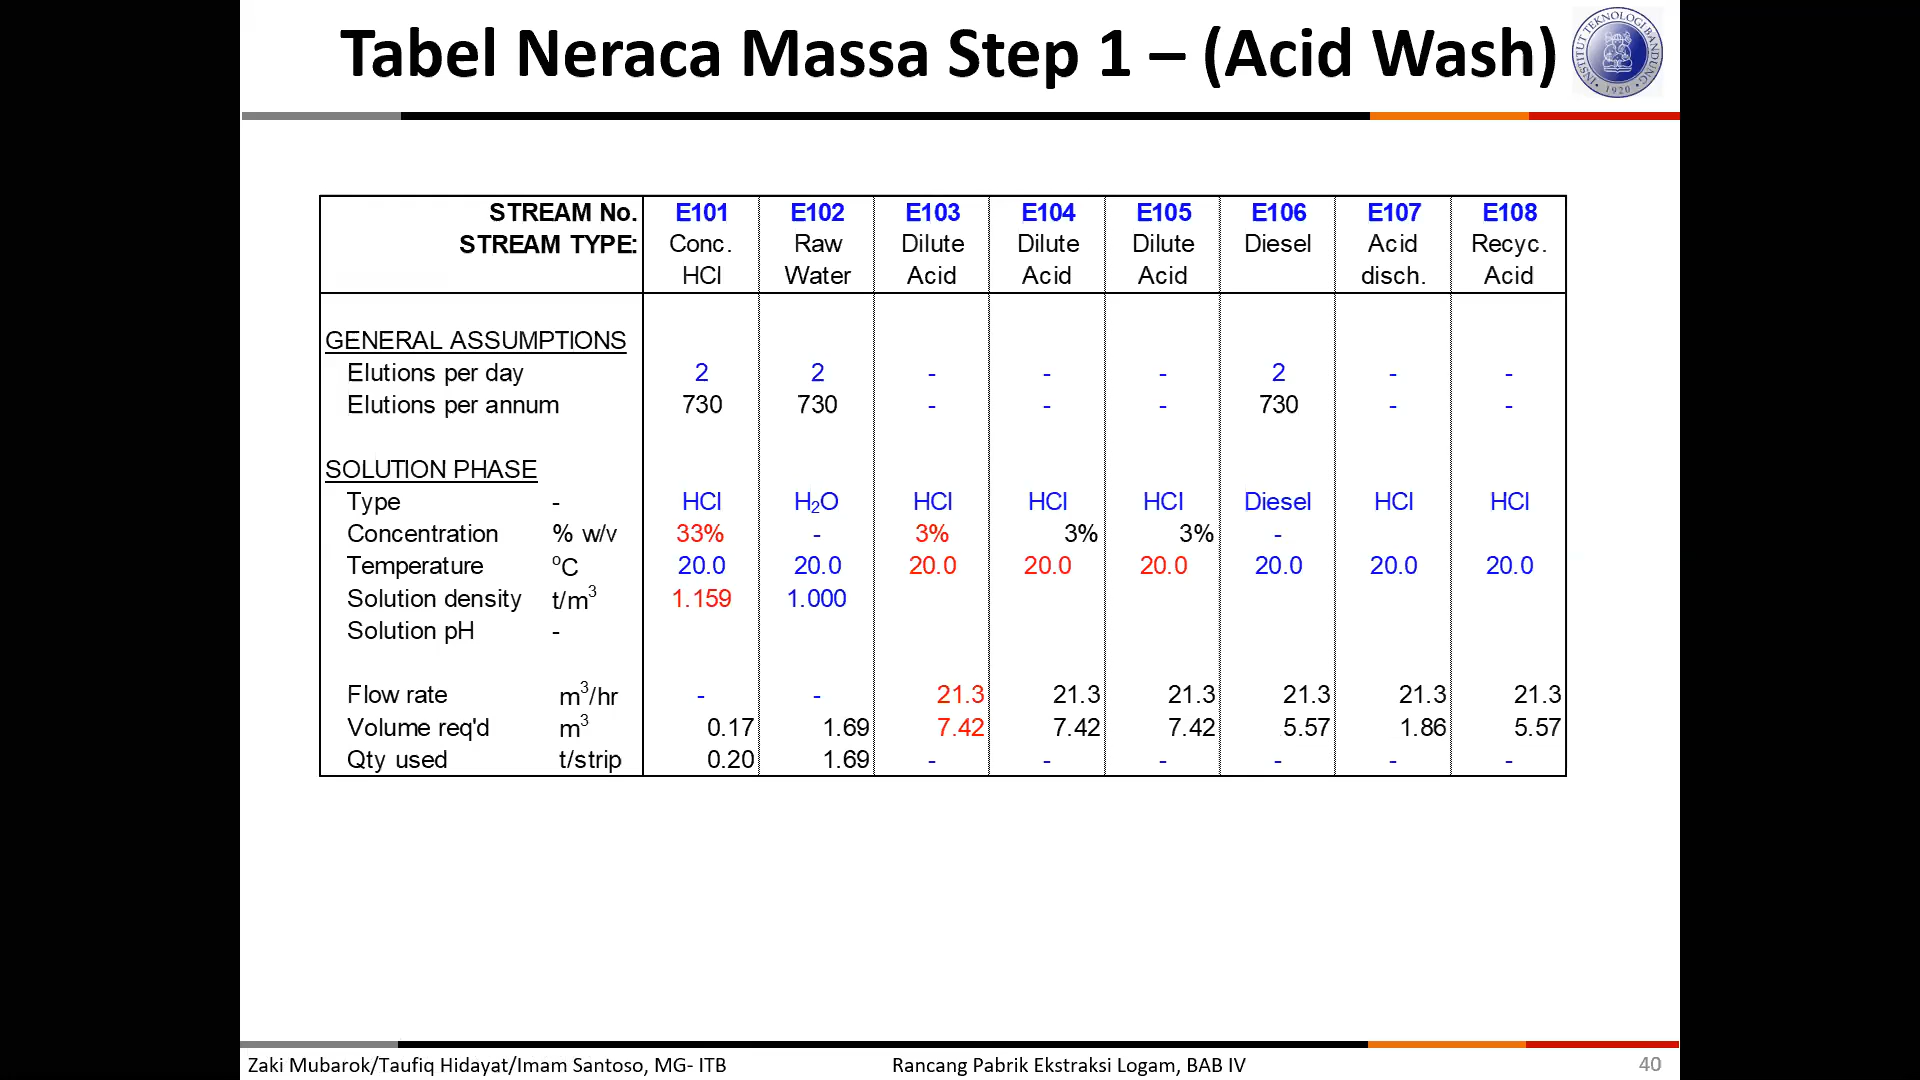 Tabel Neraca Massa Step 1 – (Acid Wash)
INSTITUT TEKNOLOGI BANDUNG
1920
STREAM No. E101 E102 E103 E104 E105 E106 E107 E108
STREAM TYPE: Conc. Raw Dilute Dilute Dilute Diesel Acid Recyc.
HCl Water Acid Acid Acid disch. Acid
GENERAL ASSUMPTIONS
Elutions per day 2 2 - - - 2 - -
Elutions per annum 730 730 - - - 730 - -
SOLUTION PHASE
Type - HCl H₂O HCl HCl HCl Diesel HCl HCl
Concentration % w/v 33% - 3% 3% 3% -
Temperature °C 20.0 20.0 20.0 20.0 20.0 20.0 20.0 20.0
Solution density t/m³ 1.159 1.000
Solution pH -
Flow rate m³/hr - - 21.3 21.3 21.3 21.3 21.3 21.3
Volume req'd m³ 0.17 1.69 7.42 7.42 7.42 5.57 1.86 5.57
Qty used t/strip 0.20 1.69 - - - - - -
Zaki Mubarok/Taufiq Hidayat/Imam Santoso, MG- ITB Rancang Pabrik Ekstraksi Logam, BAB IV 40